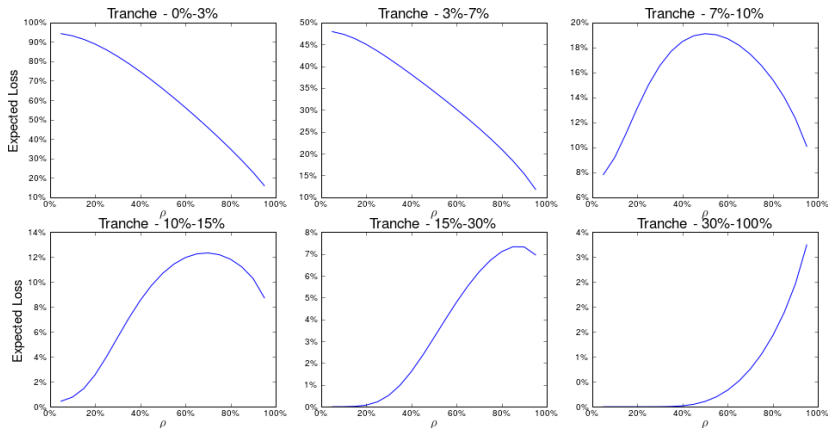 Tranche - 0%-3%
100%
90%
80%
70%
60%
50%
40%
30%
20%
10%
0% 20% 40% 60% 80% 100%
Expected Loss
ρ
Tranche - 3%-7%
50%
45%
40%
35%
30%
25%
20%
15%
10%
0% 20% 40% 60% 80% 100%
ρ
Tranche - 7%-10%
20%
18%
16%
14%
12%
10%
8%
6%
0% 20% 40% 60% 80% 100%
ρ
Tranche - 10%-15%
14%
12%
10%
8%
6%
4%
2%
0%
0% 20% 40% 60% 80% 100%
Expected Loss
ρ
Tranche - 15%-30%
8%
7%
6%
5%
4%
3%
2%
1%
0%
0% 20% 40% 60% 80% 100%
ρ
Tranche - 30%-100%
4%
3%
2%
2%
2%
1%
0%
0%
0% 20% 40% 60% 80% 100%
ρ